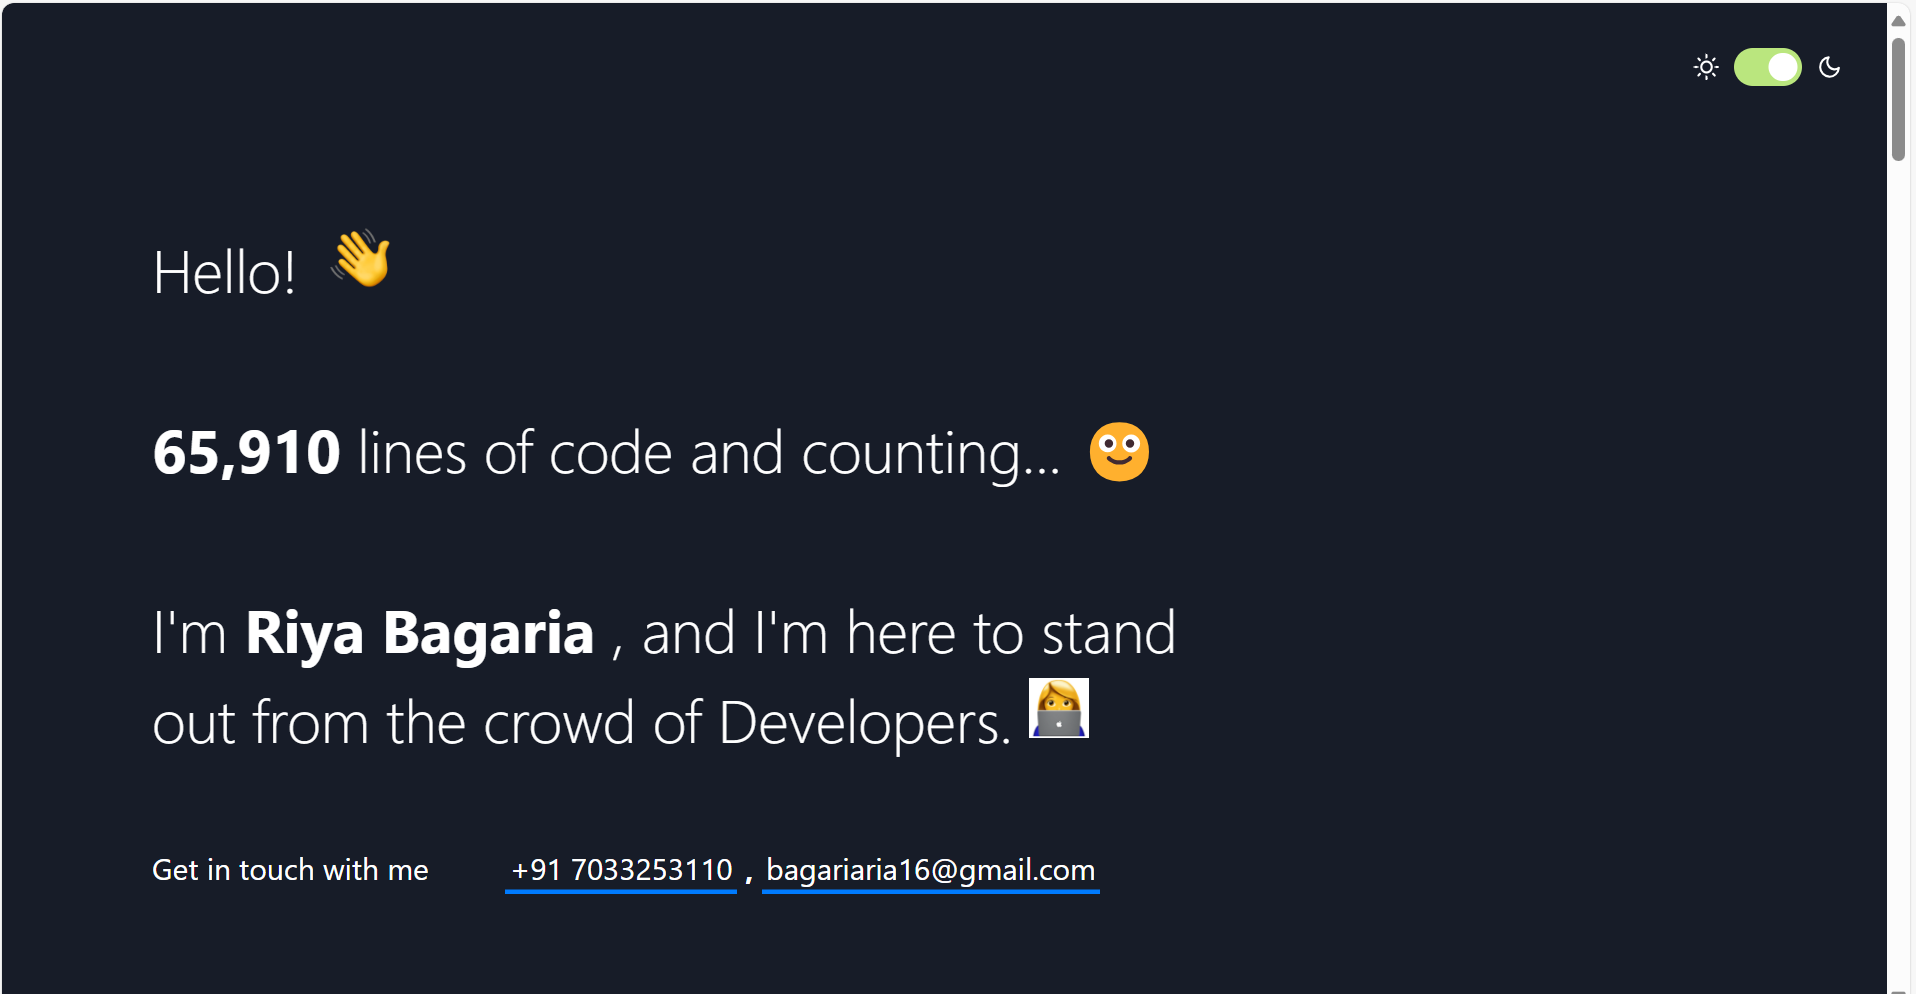 Hello! 👋
65,910 lines of code and counting... 🙂
I'm Riya Bagaria , and I'm here to stand
out from the crowd of Developers. 👩‍💻
Get in touch with me +91 7033253110 , bagariaria16@gmail.com